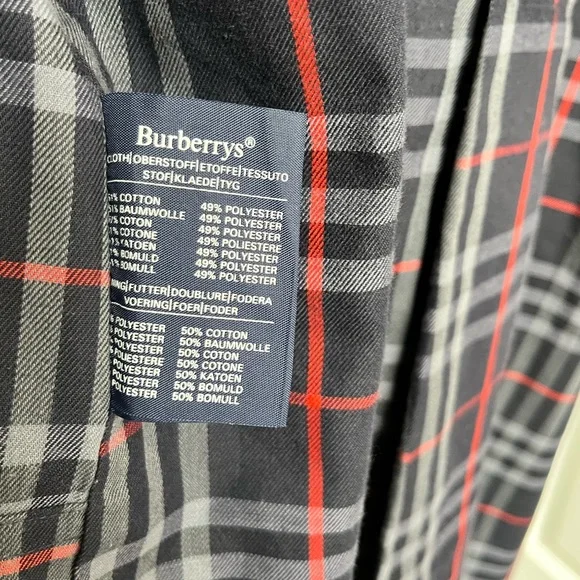 Burberrys®
CLOTH|OBERSTOFF|ETOFFE|TESSUTO
STOF|KLAEDE|TYG
51% COTTON 49% POLYESTER
51% BAUMWOLLE 49% POLYESTER
COTON 49% POLYESTER
COTONE 49% POLIESTERE
KATOEN 49% POLYESTER
BOMULD 49% POLYESTER
BOMULL 49% POLYESTER
FUTTER|DOUBLURE|FODERA
VOERING|FOER|FODER
POLYESTER 50% COTTON
POLYESTER 50% BAUMWOLLE
POLYESTER 50% COTON
POLIESTERE 50% COTONE
POLYESTER 50% KATOEN
POLYESTER 50% BOMULD
POLYESTER 50% BOMULL